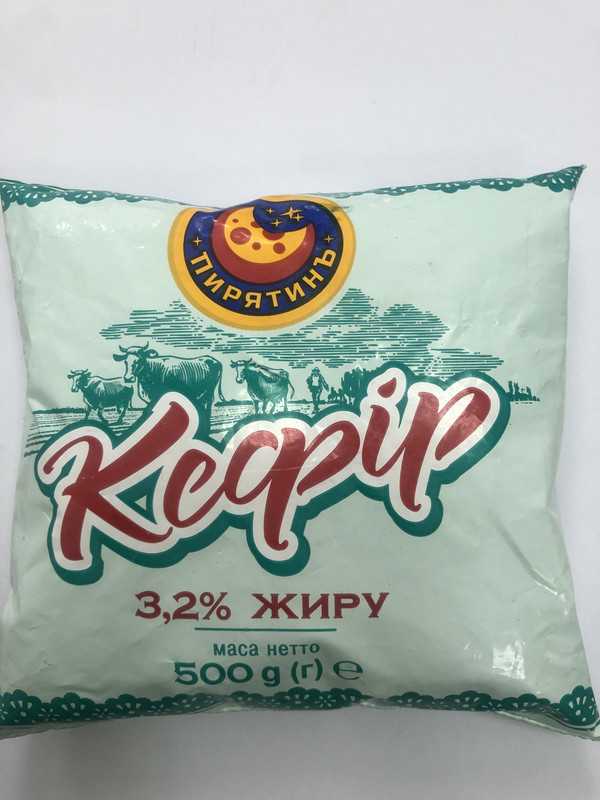 ПИРЯТИНЪ
Кефір
3,2% ЖИРУ
маса нетто
500 g (г) ℮